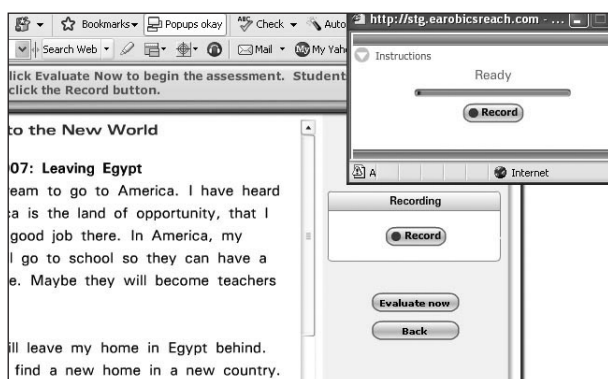 Bookmarks Popups okay ABC Check Auto
Search Web Mail My Yah
lick Evaluate Now to begin the assessment. Student
click the Record button.
http://stg.earobicsreach.com - ...
Instructions
Ready
Record
A Internet
to the New World
007: Leaving Egypt
eam to go to America. I have heard
ca is the land of opportunity, that I
good job there. In America, my
l go to school so they can have a
e. Maybe they will become teachers
ill leave my home in Egypt behind.
find a new home in a new country.
Recording
Record
Evaluate now
Back